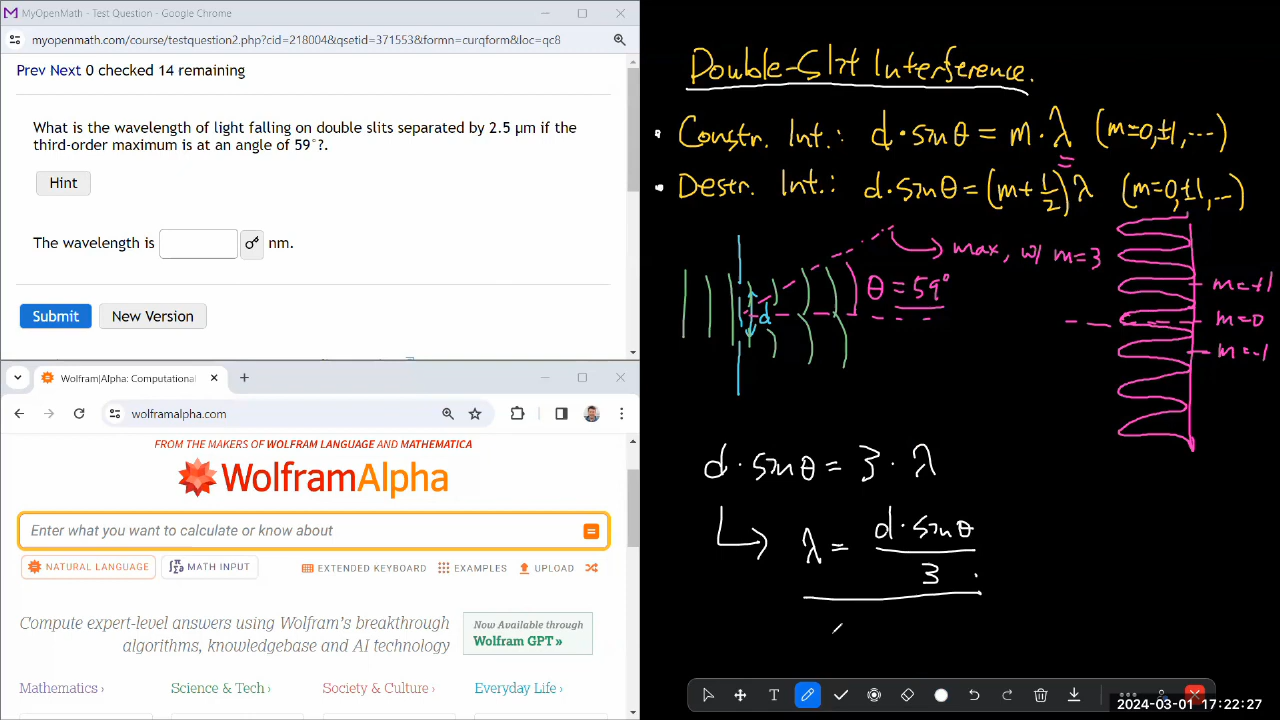 MyOpenMath - Test Question - Google Chrome
myopenmath.com/course/testquestion2.php?cid=218004&qsetid=371553&formn=curqform&loc=qc8
Prev Next 0 checked 14 remaining
What is the wavelength of light falling on double slits separated by 2.5 μm if the
third-order maximum is at an angle of 59°?.
Hint
The wavelength is
nm.
Submit
New Version
Wolfram|Alpha: Computational
wolframalpha.com
FROM THE MAKERS OF WOLFRAM LANGUAGE AND MATHEMATICA
WolframAlpha
Enter what you want to calculate or know about
NATURAL LANGUAGE
MATH INPUT
EXTENDED KEYBOARD
EXAMPLES
UPLOAD
Compute expert-level answers using Wolfram's breakthrough
algorithms, knowledgebase and AI technology
Now Available through
Wolfram GPT »
Mathematics ›
Science & Tech ›
Society & Culture ›
Everyday Life ›
Double-Slit Interference.
• Constr. Int.: d·sinθ = m·λ (m=0,±1,...)
• Destr. Int.: d·sinθ = (m+1/2)λ (m=0,±1,...)
max, w/ m=3
θ = 59°
d
m=+1
m=0
m=-1
d·sinθ = 3·λ
λ = d·sinθ / 3
T
2024-03-01 17:22:27